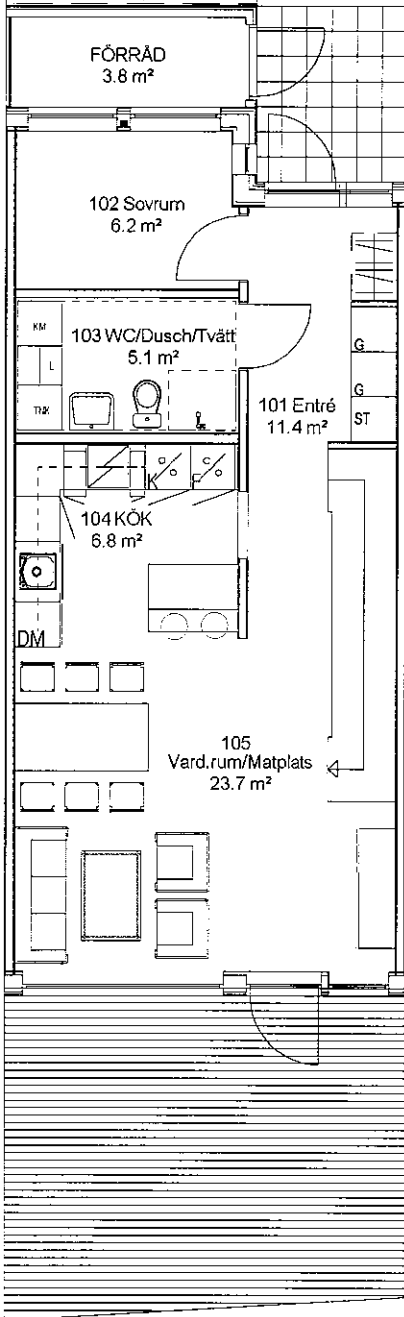 FÖRRÅD
3.8 m²
102 Sovrum
6.2 m²
KM
103 WC/Dusch/Tvätt
5.1 m²
L
TMK
G
G
101 Entré
11.4 m²
ST
K
F
104 KÖK
6.8 m²
DM
105
Vard.rum/Matplats
23.7 m²